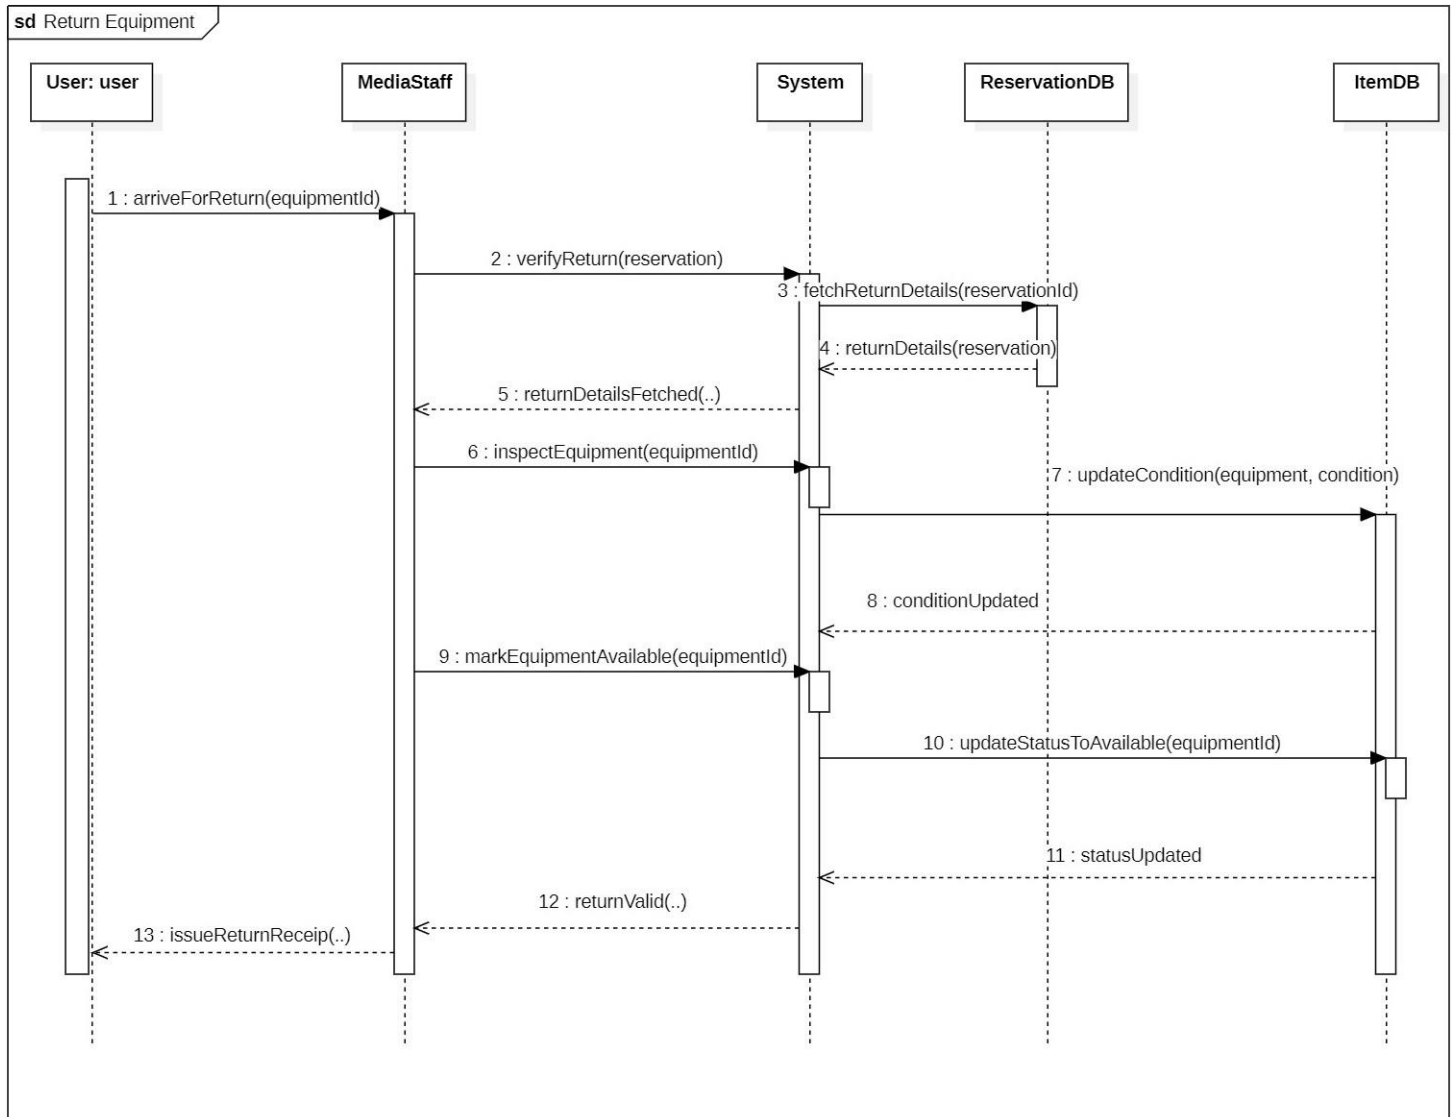 sd Return Equipment
User: user
MediaStaff
System
ReservationDB
ItemDB
1 : arriveForReturn(equipmentId)
2 : verifyReturn(reservation)
3 : fetchReturnDetails(reservationId)
4 : returnDetails(reservation)
5 : returnDetailsFetched(..)
6 : inspectEquipment(equipmentId)
7 : updateCondition(equipment, condition)
8 : conditionUpdated
9 : markEquipmentAvailable(equipmentId)
10 : updateStatusToAvailable(equipmentId)
11 : statusUpdated
12 : returnValid(..)
13 : issueReturnReceip(..)